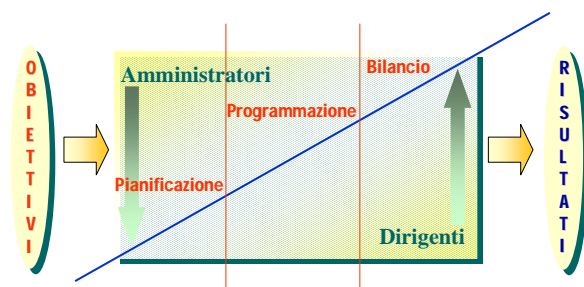 OBIETTIVI
Amministratori
Bilancio
Programmazione
Pianificazione
Dirigenti
RISULTATI